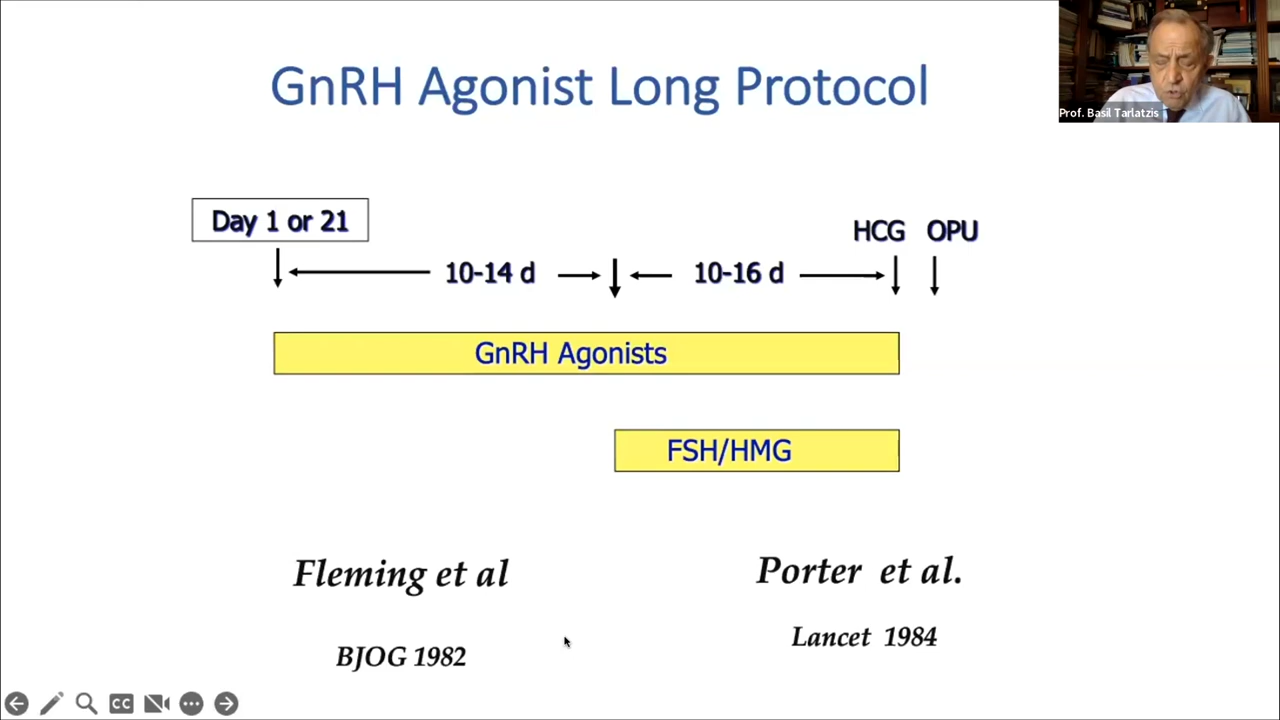 GnRH Agonist Long Protocol
Prof. Basil Tarlatzis
Day 1 or 21
HCG OPU
10-14 d
10-16 d
GnRH Agonists
FSH/HMG
Fleming et al
Porter et al.
BJOG 1982
Lancet 1984
CC